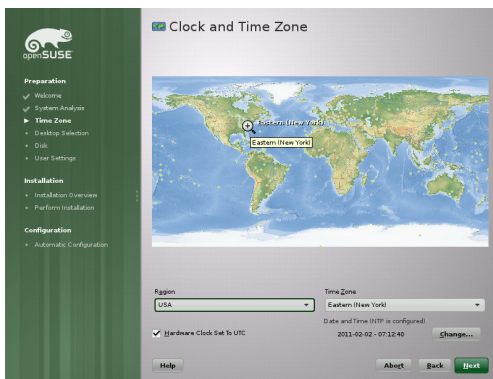 openSUSE
Preparation
Welcome
System Analysis
Time Zone
Desktop Selection
Disk
User Settings
Installation
Installation Overview
Perform Installation
Configuration
Automatic Configuration
Clock and Time Zone
Eastern (New York)
Eastern (New York)
Region
USA
Time Zone
Eastern (New York)
Date and Time (NTP is configured)
Hardware Clock Set To UTC
2011-02-02 - 07:12:40
Change...
Help
Abort
Back
Next